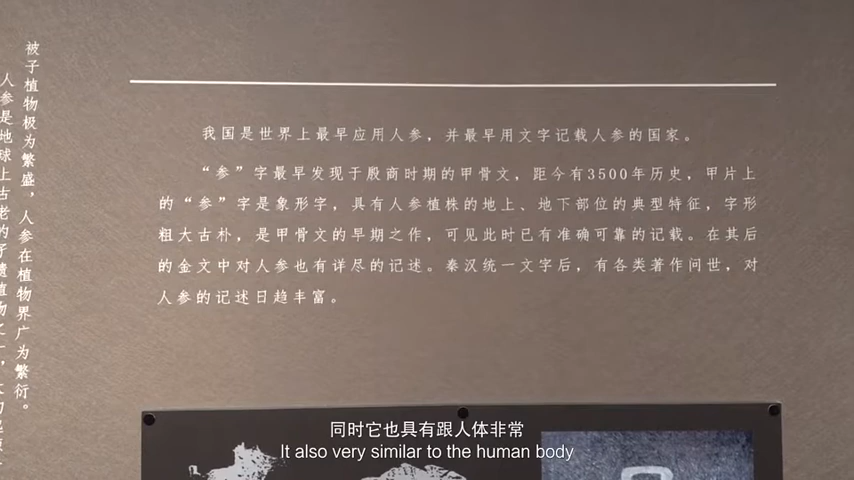 被子植物极为繁盛，人参在植物界广为繁衍。
人参是地球上古老的孑遗植物之一，
我国是世界上最早应用人参，并最早用文字记载人参的国家。
“参”字最早发现于殷商时期的甲骨文，距今有3500年历史，甲片上
的“参”字是象形字，具有人参植株的地上、地下部位的典型特征，字形
粗大古朴，是甲骨文的早期之作，可见此时已有准确可靠的记载。在其后
的金文中对人参也有详尽的记述。秦汉统一文字后，有各类著作问世，对
人参的记述日趋丰富。
同时它也具有跟人体非常
It also very similar to the human body